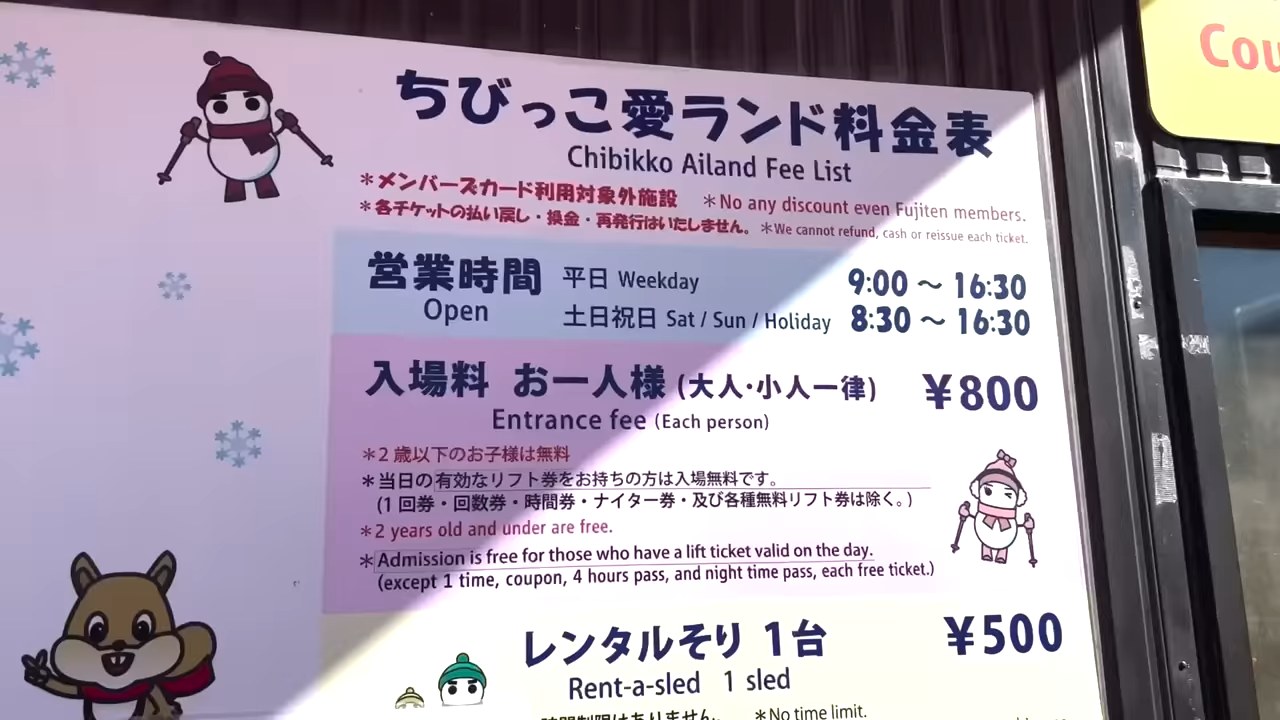 Cou
ちびっこ愛ランド料金表
Chibikko Ailand Fee List
*メンバーズカード利用対象外施設 *No any discount even Fujiten members.
*各チケットの払い戻し・換金・再発行はいたしません。 *We cannot refund, cash or reissue each ticket.
営業時間 平日 Weekday 9:00 〜 16:30
Open 土日祝日 Sat / Sun / Holiday 8:30 〜 16:30
入場料 お一人様 (大人・小人一律) ¥800
Entrance fee (Each person)
*2 歳以下のお子様は無料
*当日の有効なリフト券をお持ちの方は入場無料です。
(1 回券・回数券・時間券・ナイター券・及び各種無料リフト券は除く。)
*2 years old and under are free.
*Admission is free for those who have a lift ticket valid on the day.
(except 1 time, coupon, 4 hours pass, and night time pass, each free ticket.)
レンタルそり 1台 ¥500
Rent-a-sled 1 sled
時間制限はありません。 *No time limit.